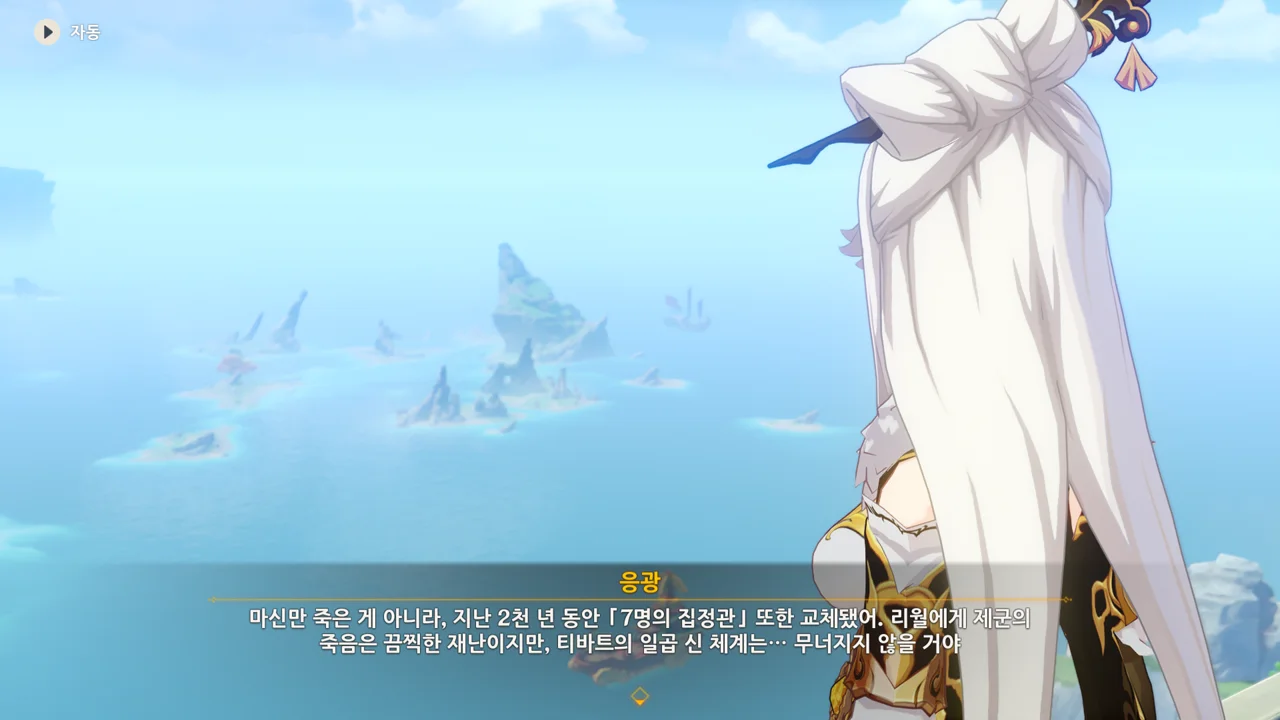 자동
응광
마신만 죽은 게 아니라, 지난 2천 년 동안 「7명의 집정관」 또한 교체됐어. 리월에게 제군의
죽음은 끔찍한 재난이지만, 티바트의 일곱 신 체계는… 무너지지 않을 거야